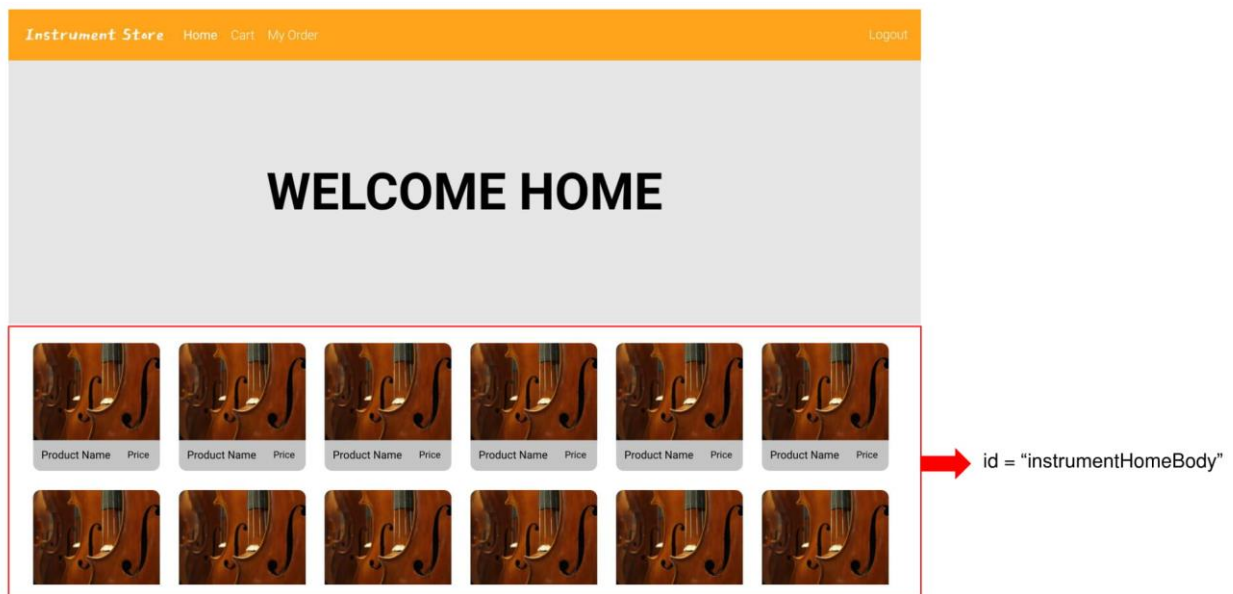 Instrument Store Home Cart My Order Logout
WELCOME HOME
Product Name Price Product Name Price Product Name Price Product Name Price Product Name Price Product Name Price
id = “instrumentHomeBody”